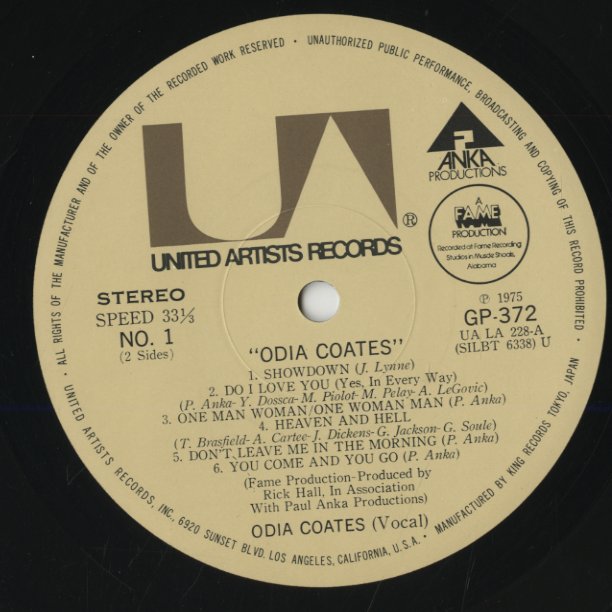 ALL RIGHTS OF THE MANUFACTURER AND OF THE OWNER OF THE RECORDED WORK RESERVED · UNAUTHORIZED PUBLIC PERFORMANCE, BROADCASTING AND COPYING OF THIS RECORD PROHIBITED ·
UA
®
UNITED ARTISTS RECORDS
ANKA
PRODUCTIONS
A
FAME
PRODUCTION
Recorded at Fame Recording
Studios in Muscle Shoals,
Alabama
STEREO
SPEED 33⅓
NO. 1
(2 Sides)
℗ 1975
GP-372
UA LA 228-A
(SILBT 6338) U
"ODIA COATES"
1. SHOWDOWN (J. Lynne)
2. DO I LOVE YOU (Yes, In Every Way)
(P. Anka-Y. Dossca-M. Piolot-M. Pelay-A. LeGovic)
3. ONE MAN WOMAN/ONE WOMAN MAN (P. Anka)
4. HEAVEN AND HELL
(T. Brasfield-A. Cartee-J. Dickens-G. Jackson-G. Soule)
5. DON'T LEAVE ME IN THE MORNING (P. Anka)
6. YOU COME AND YOU GO (P. Anka)
(Fame Production-Produced by
Rick Hall, In Association
With Paul Anka Productions)
ODIA COATES (Vocal)
UNITED ARTISTS RECORDS, INC., 6920 SUNSET BLVD. LOS ANGELES, CALIFORNIA, U.S.A. · MANUFACTURED BY KING RECORDS TOKYO, JAPAN